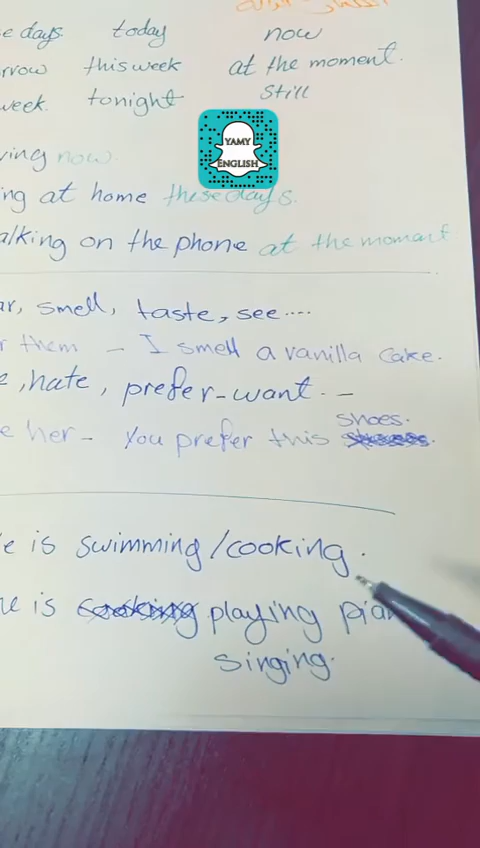 e days today now
rrow this week at the moment.
week. tonight still
YAMY
ENGLISH
ving now.
ng at home these days.
alking on the phone at the momant
ar, smell, taste, see....
r them - I smell a vanilla cake.
e, hate, prefer-want. - -
shoes.
e her - You prefer this
e is swimming/cooking.
e is playing pian
singing.